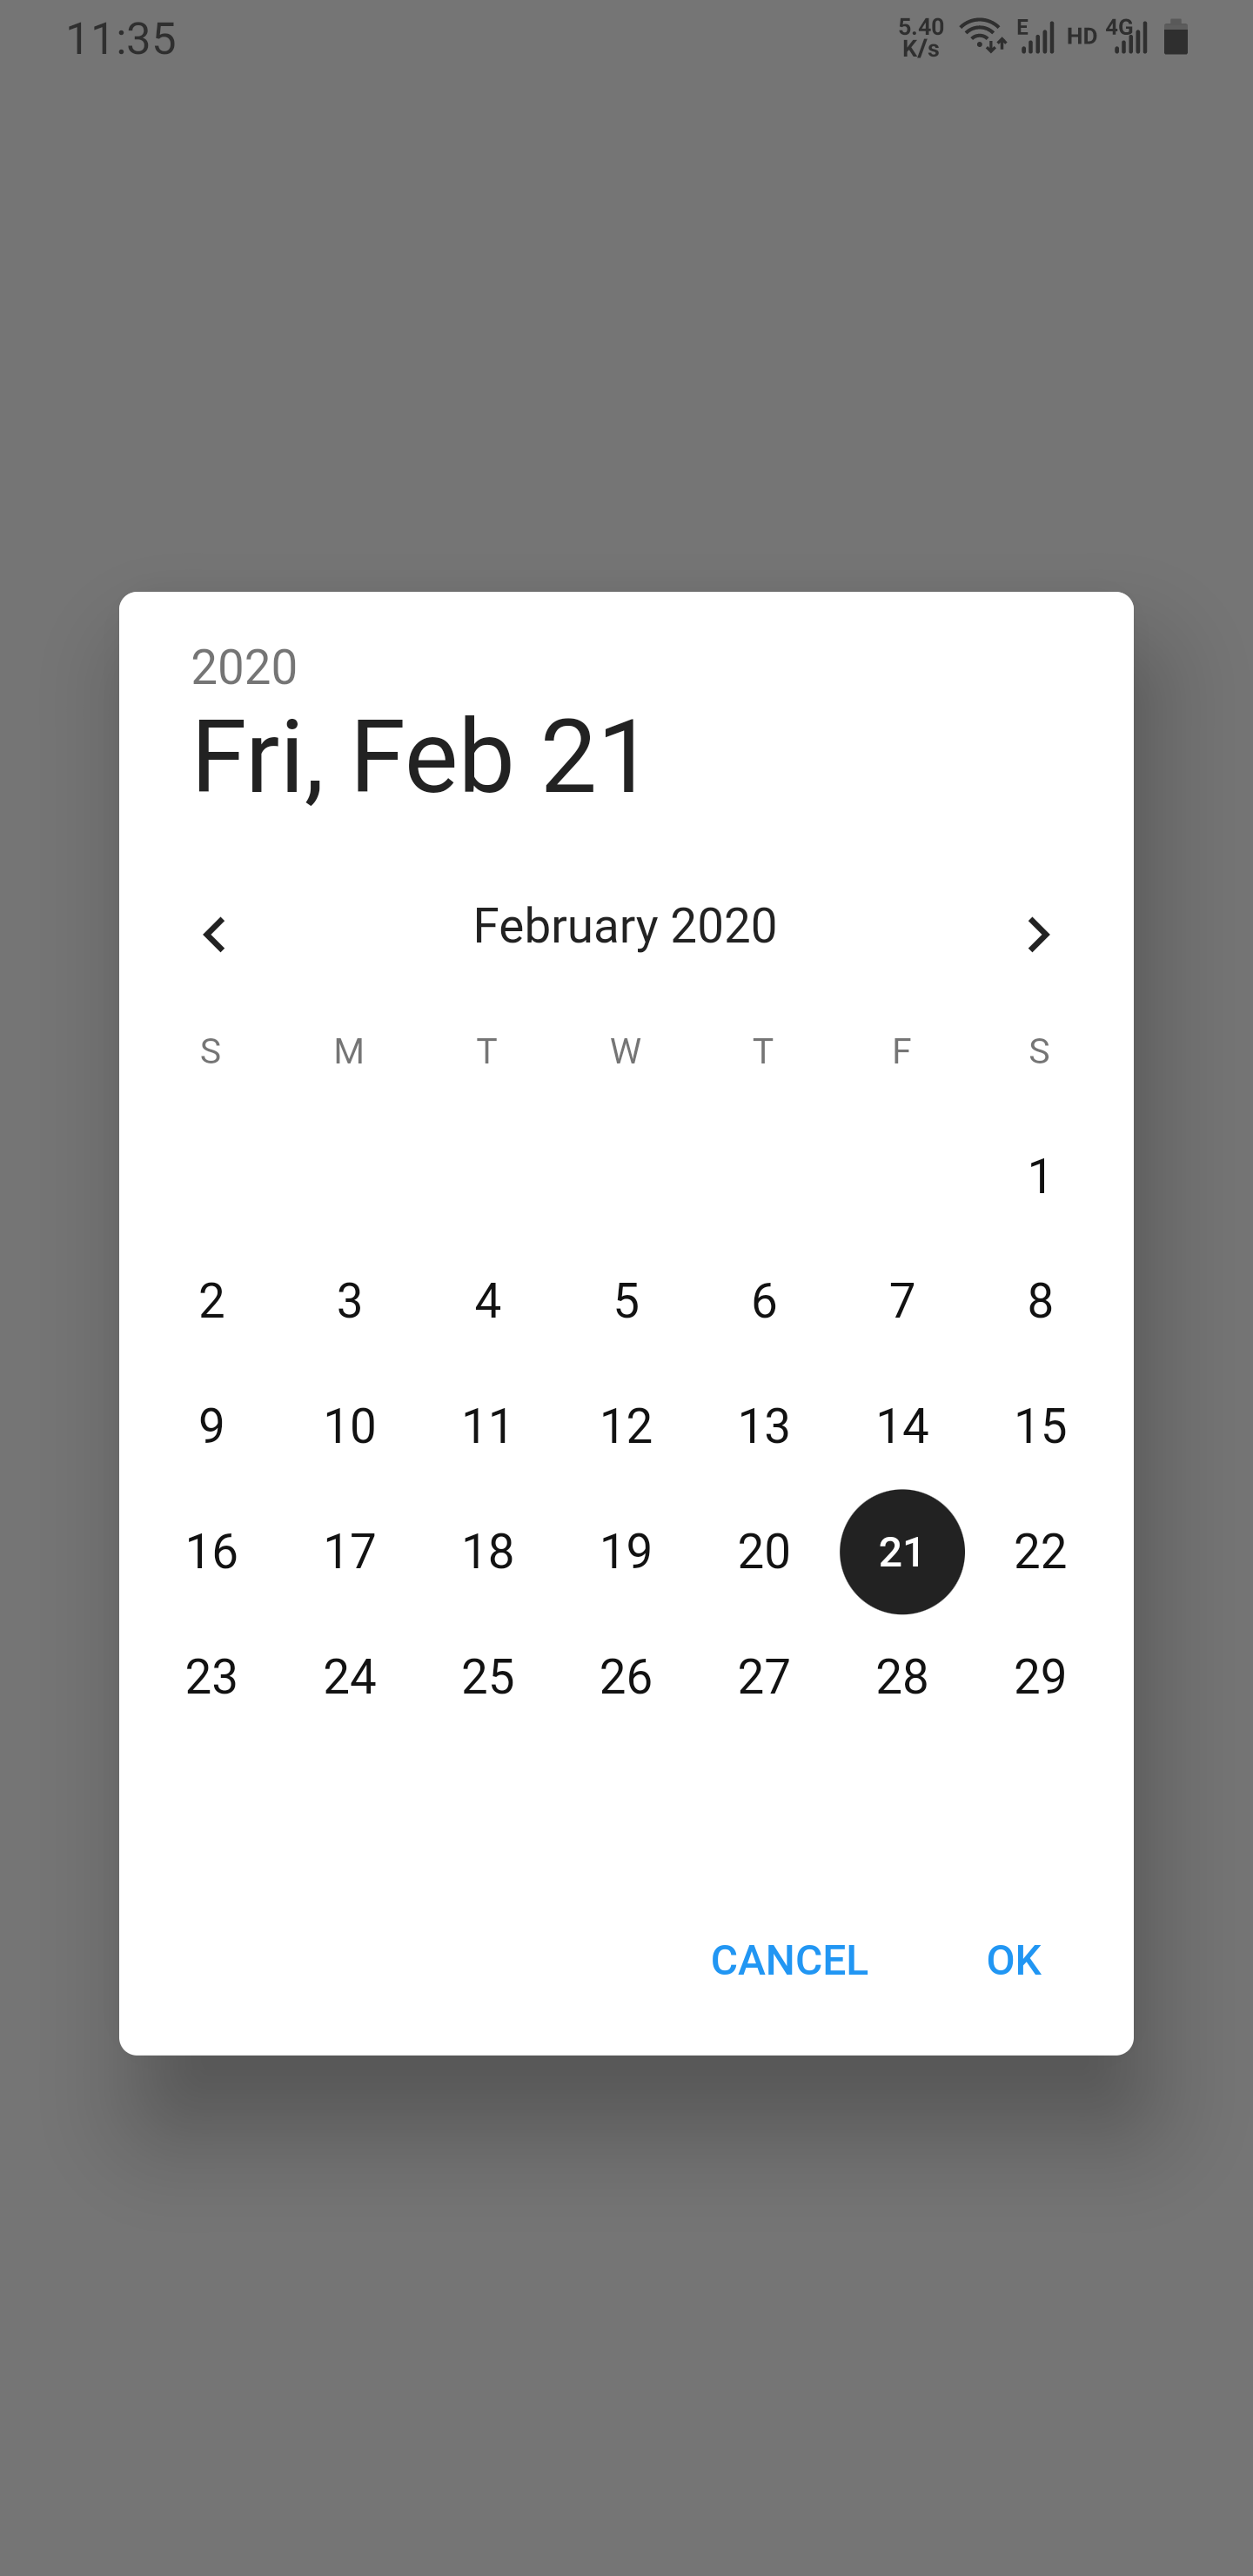 11:35 5.40 K/s E HD 4G
2020
Fri, Feb 21
February 2020
S M T W T F S
1
2 3 4 5 6 7 8
9 10 11 12 13 14 15
16 17 18 19 20 21 22
23 24 25 26 27 28 29
CANCEL OK